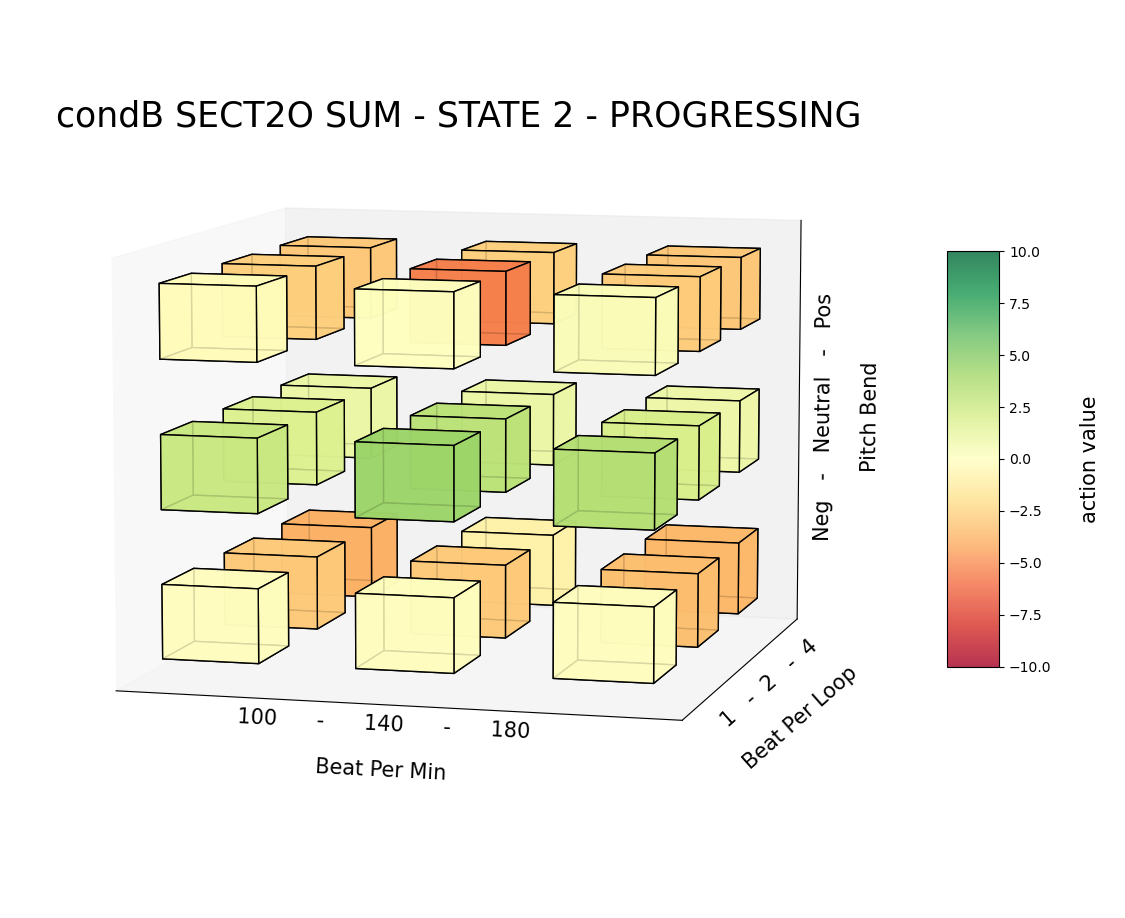 condB SECT2O SUM - STATE 2 - PROGRESSING
100 - 140 - 180
Beat Per Min
1 - 2 - 4
Beat Per Loop
Neg - Neutral - Pos
Pitch Bend
10.0
7.5
5.0
2.5
0.0
−2.5
−5.0
−7.5
−10.0
action value